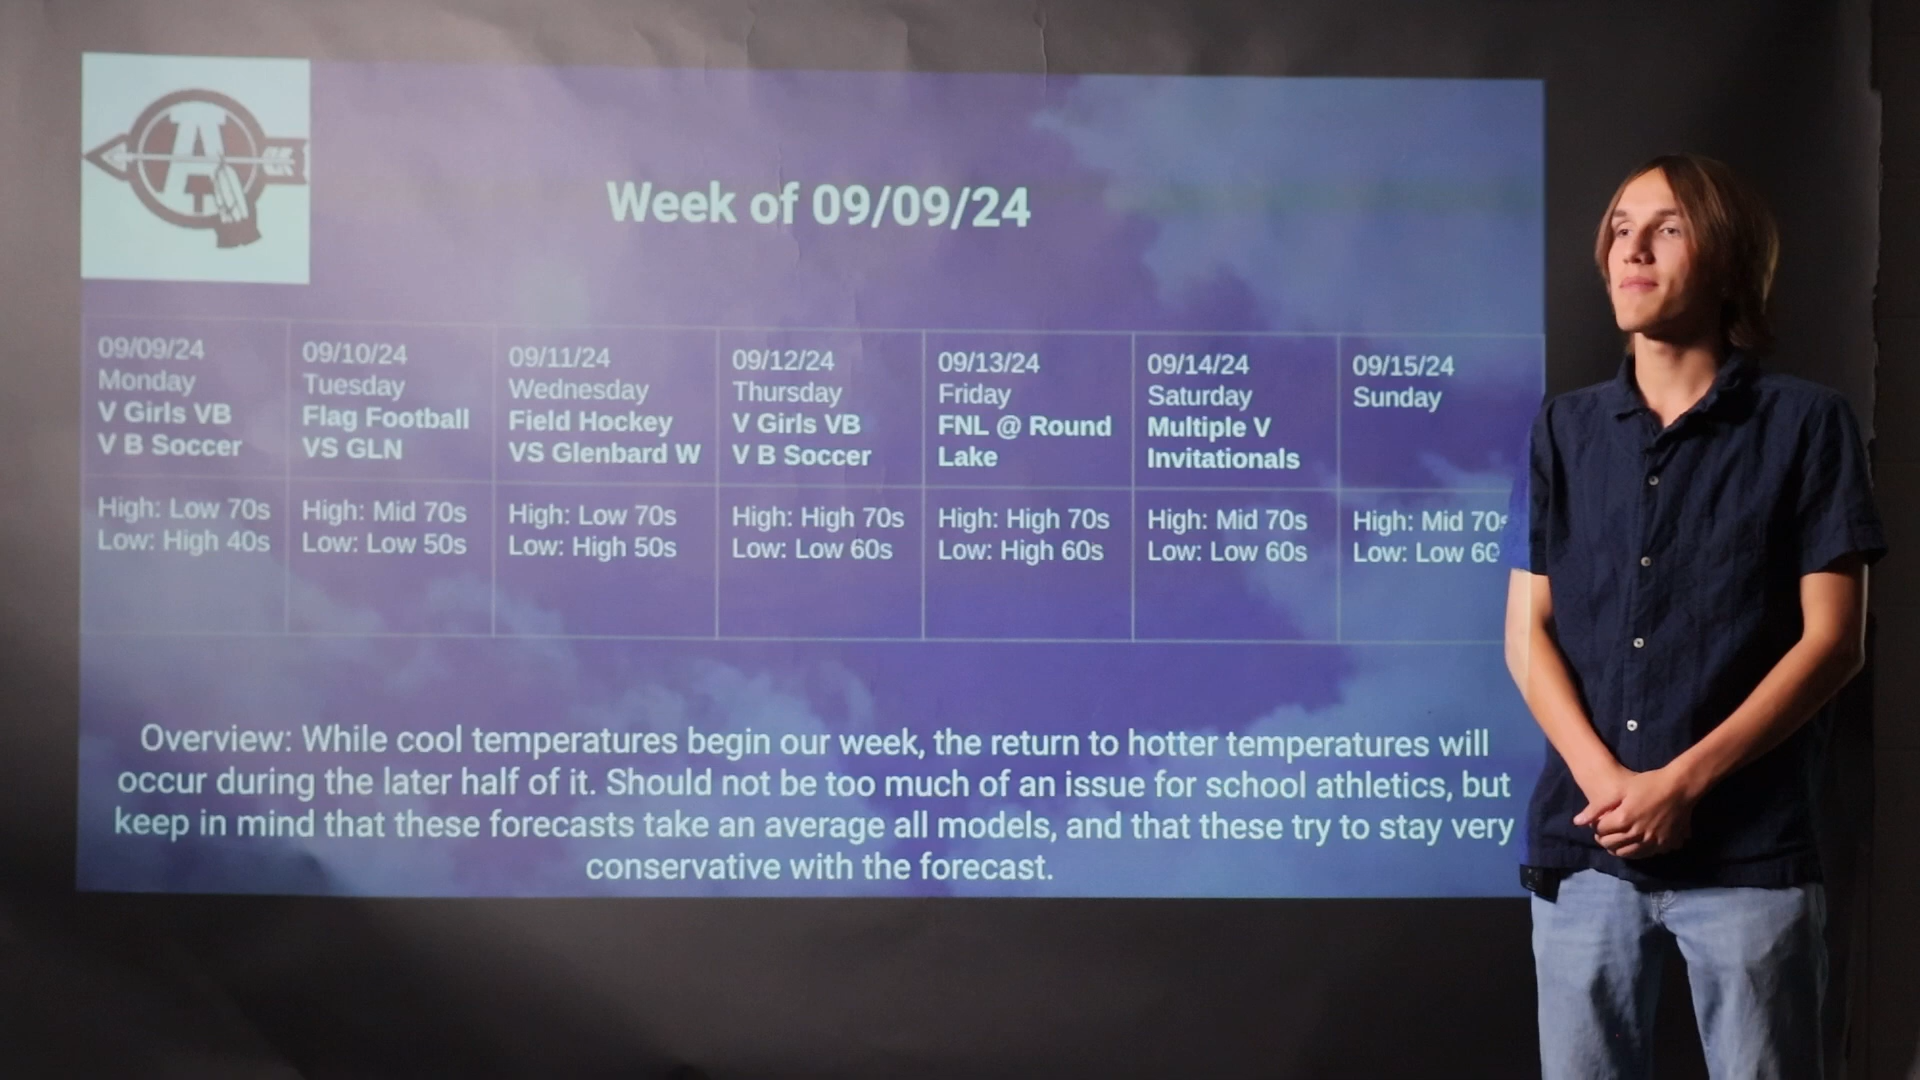 A
Week of 09/09/24
09/09/24
Monday
V Girls VB
V B Soccer
High: Low 70s
Low: High 40s
09/10/24
Tuesday
Flag Football
VS GLN
High: Mid 70s
Low: Low 50s
09/11/24
Wednesday
Field Hockey
VS Glenbard W
High: Low 70s
Low: High 50s
09/12/24
Thursday
V Girls VB
V B Soccer
High: High 70s
Low: Low 60s
09/13/24
Friday
FNL @ Round
Lake
High: High 70s
Low: High 60s
09/14/24
Saturday
Multiple V
Invitationals
High: Mid 70s
Low: Low 60s
09/15/24
Sunday
High: Mid 70s
Low: Low 60
Overview: While cool temperatures begin our week, the return to hotter temperatures will
occur during the later half of it. Should not be too much of an issue for school athletics, but
keep in mind that these forecasts take an average all models, and that these try to stay very
conservative with the forecast.